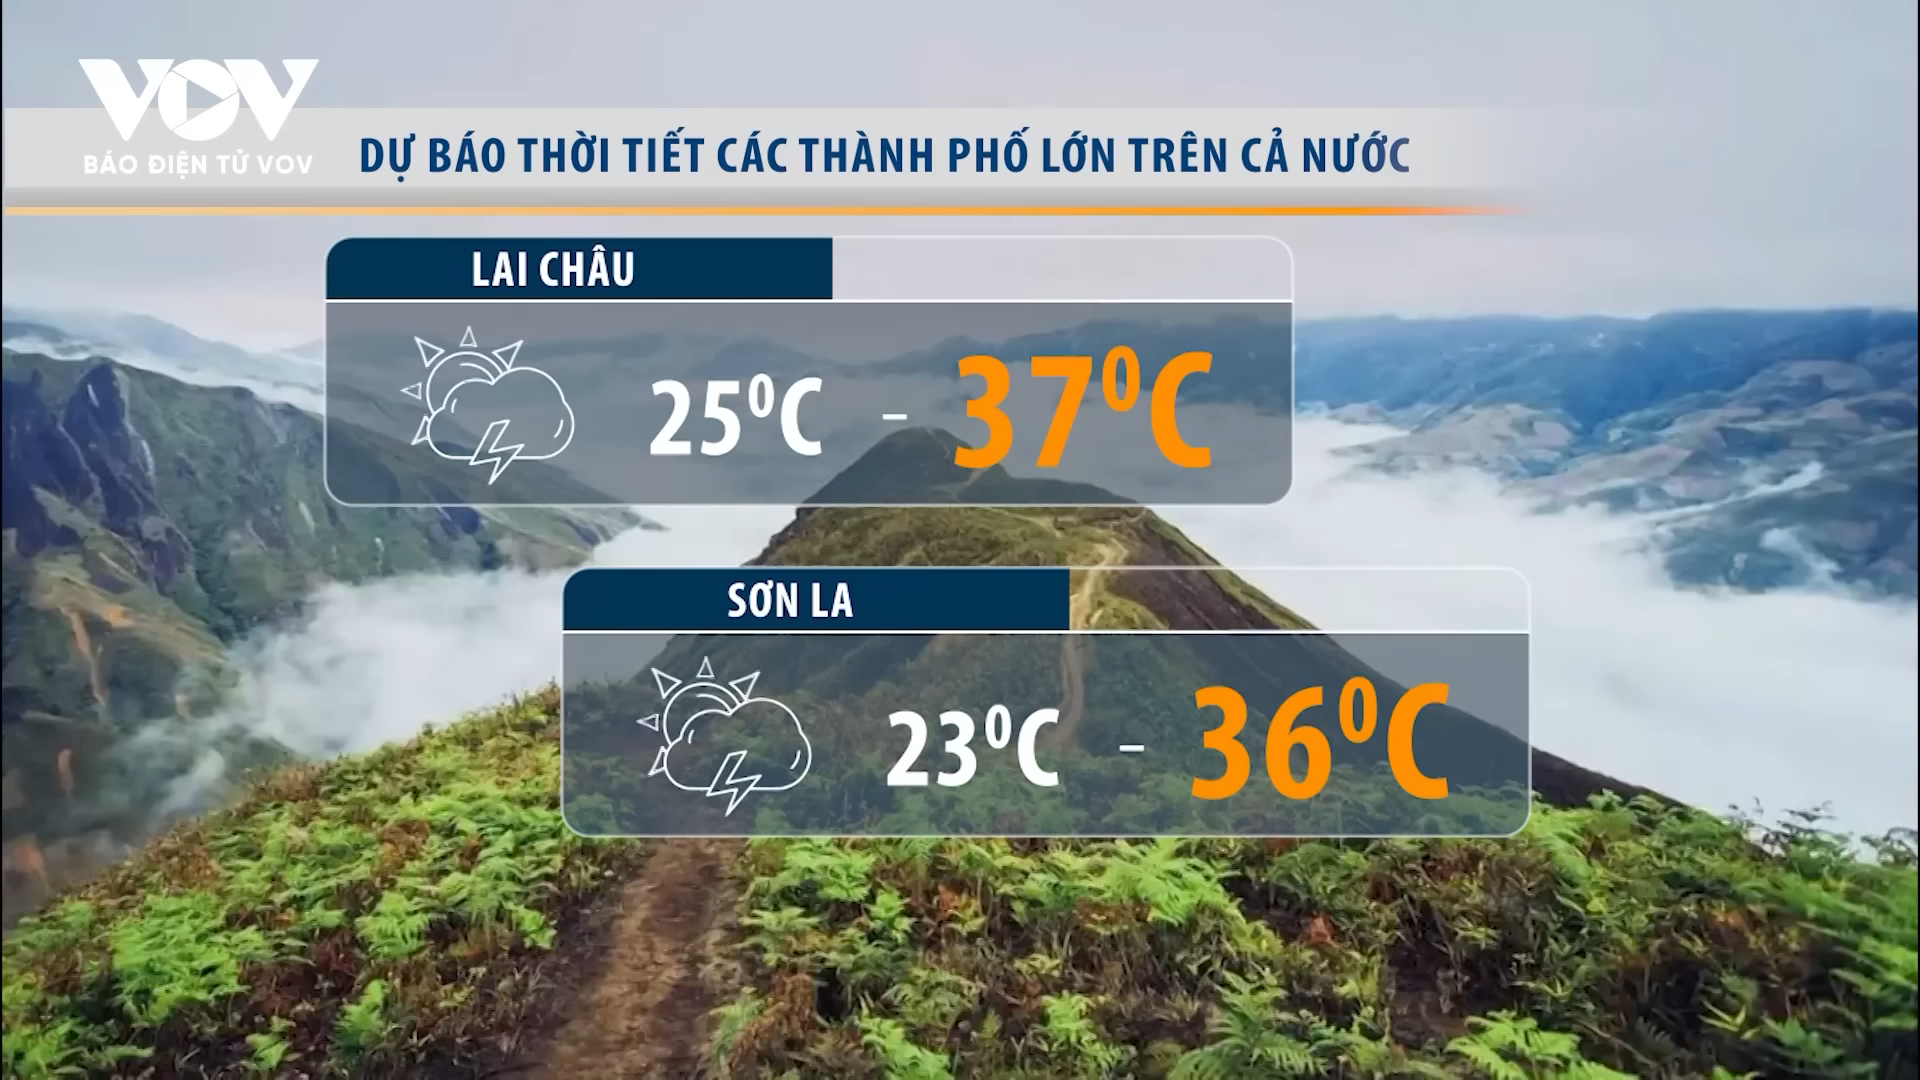 VOV
BÁO ĐIỆN TỬ VOV
DỰ BÁO THỜI TIẾT CÁC THÀNH PHỐ LỚN TRÊN CẢ NƯỚC
LAI CHÂU
25⁰C - 37⁰C
SƠN LA
23⁰C - 36⁰C